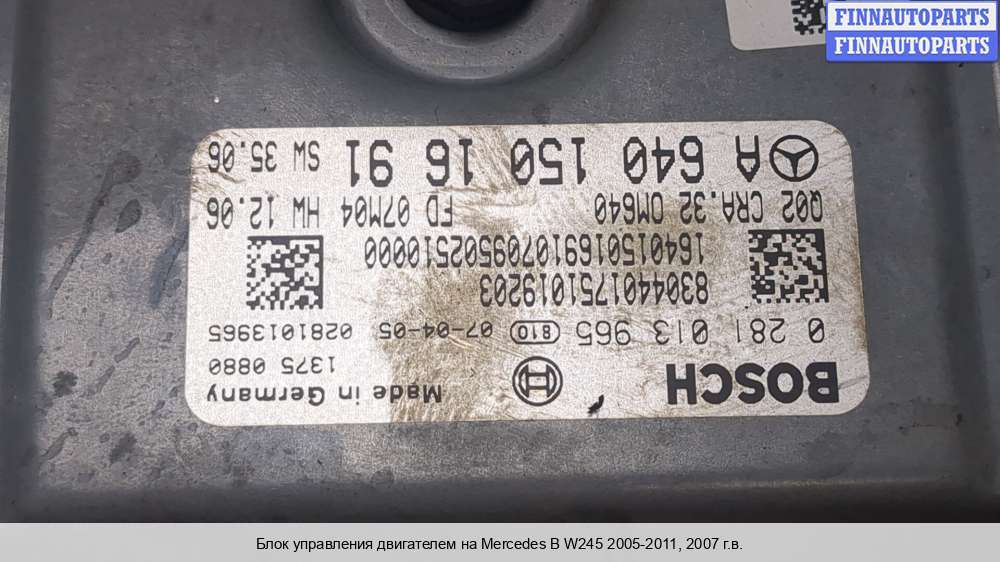 FINNAUTOPARTS
FINNAUTOPARTS
BOSCH Made in Germany
1375 0880
0 281 013 965 810 07-04-05 0281013965
8304401751019203
1640150169107095502510000
Q02 CRA.32 OM640 FD 07M04 HW 12.06
A 640 150 16 91 SW 35.06
Блок управления двигателем на Mercedes B W245 2005-2011, 2007 г.в.